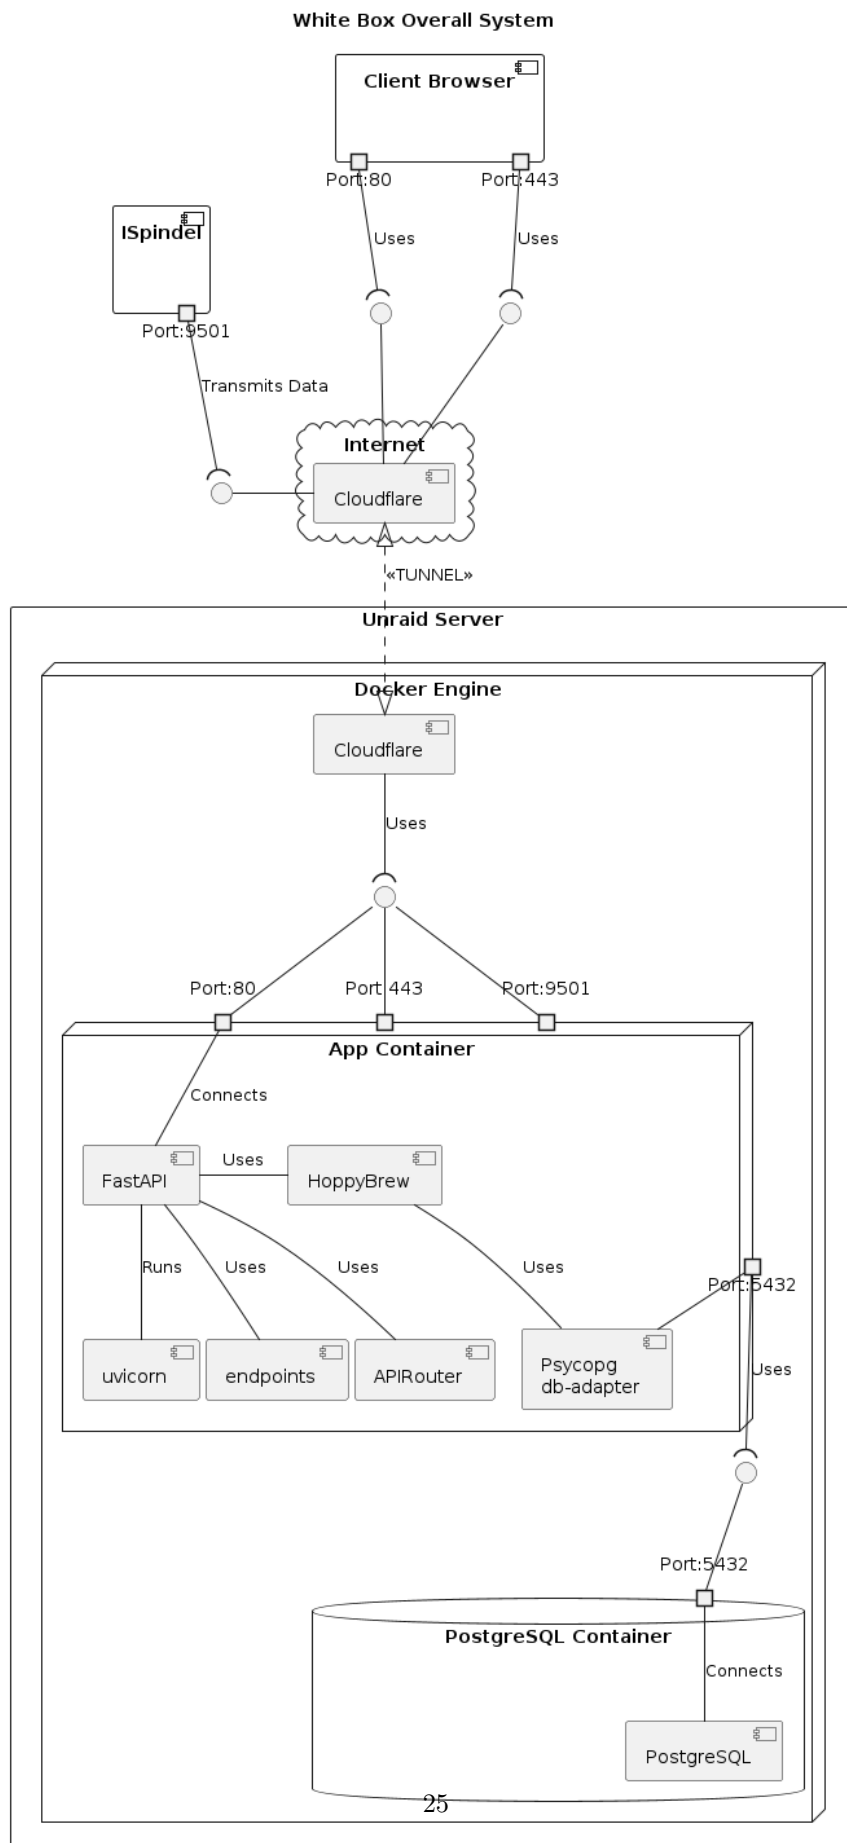 White Box Overall System
Client Browser
Port:80
Port:443
ISpindel
Uses
Uses
Port:9501
Transmits Data
Internet
Cloudflare
«TUNNEL»
Unraid Server
Docker Engine
Cloudflare
Uses
Port:80
Port 443
Port:9501
App Container
Connects
FastAPI
Uses
HoppyBrew
Runs
Uses
Uses
Uses
Port:5432
uvicorn
endpoints
APIRouter
Psycopg
db-adapter
Uses
Port:5432
PostgreSQL Container
Connects
PostgreSQL
25